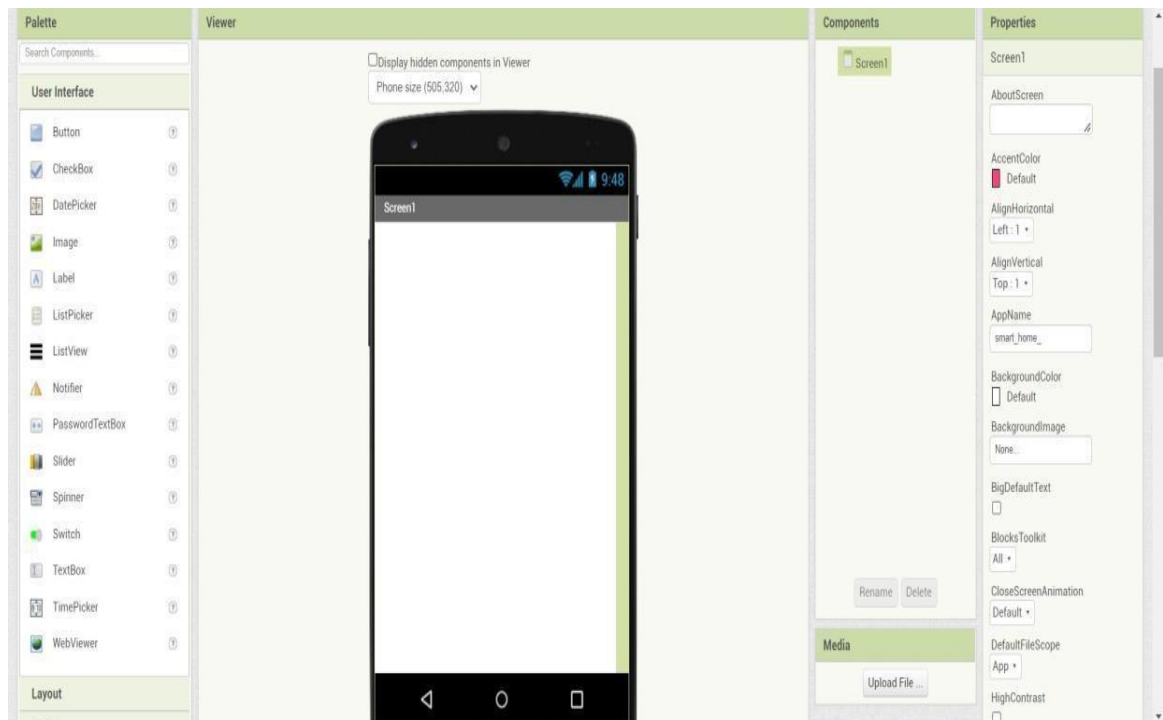 Palette
Search Components...
User Interface
Button
CheckBox
DatePicker
Image
Label
ListPicker
ListView
Notifier
PasswordTextBox
Slider
Spinner
Switch
TextBox
TimePicker
WebViewer
Layout
Viewer
Display hidden components in Viewer
Phone size (505,320)
9:48
Screen1
Components
Screen1
Rename Delete
Media
Upload File ...
Properties
Screen1
AboutScreen
AccentColor
Default
AlignHorizontal
Left : 1
AlignVertical
Top : 1
AppName
smart_home_
BackgroundColor
Default
BackgroundImage
None...
BigDefaultText
BlocksToolkit
All
CloseScreenAnimation
Default
DefaultFileScope
App
HighContrast